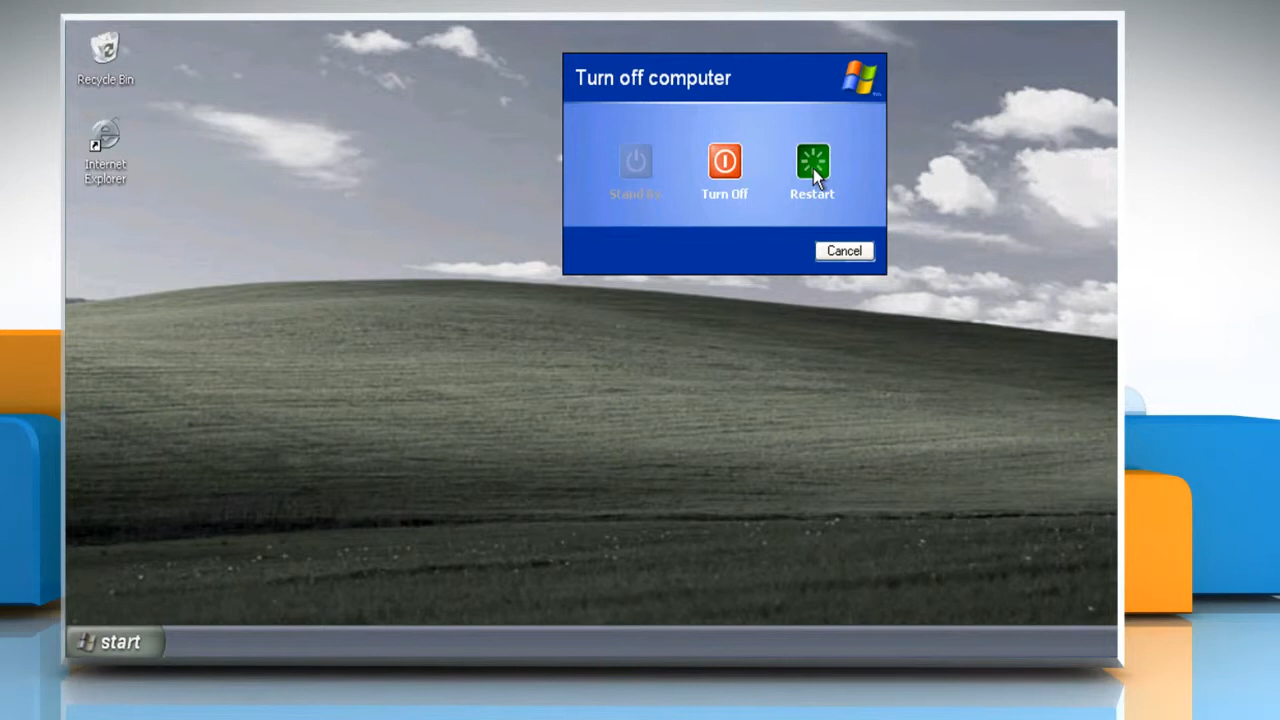 Recycle Bin
Internet
Explorer
Turn off computer
Stand By
Turn Off
Restart
Cancel
start